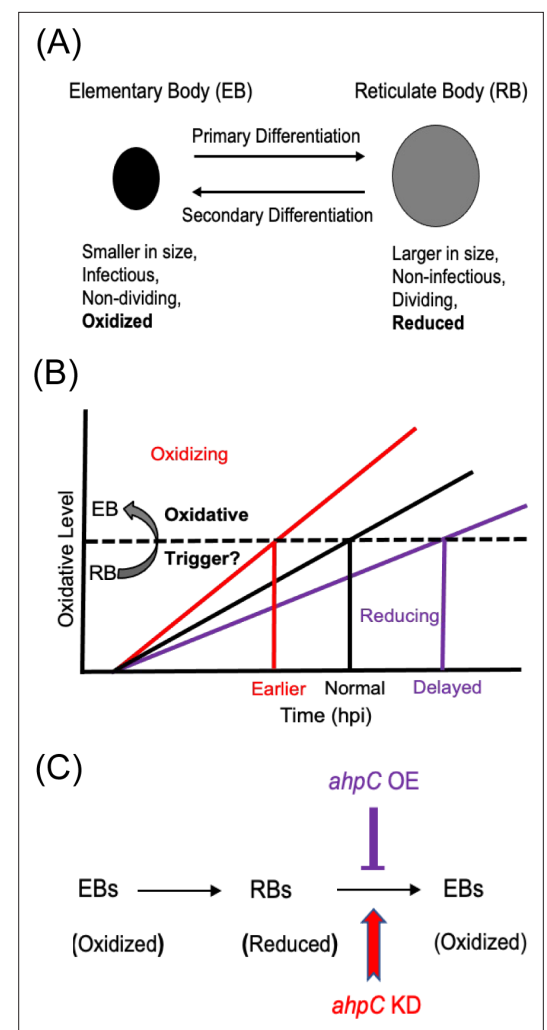 (A)
Elementary Body (EB)
Reticulate Body (RB)
Primary Differentiation
Secondary Differentiation
Smaller in size,
Infectious,
Non-dividing,
Oxidized
Larger in size,
Non-infectious,
Dividing,
Reduced
(B)
Oxidative Level
Oxidizing
EB
Oxidative
Trigger?
RB
Reducing
Earlier
Normal
Delayed
Time (hpi)
(C)
ahpC OE
EBs
RBs
EBs
(Oxidized)
(Reduced)
(Oxidized)
ahpC KD